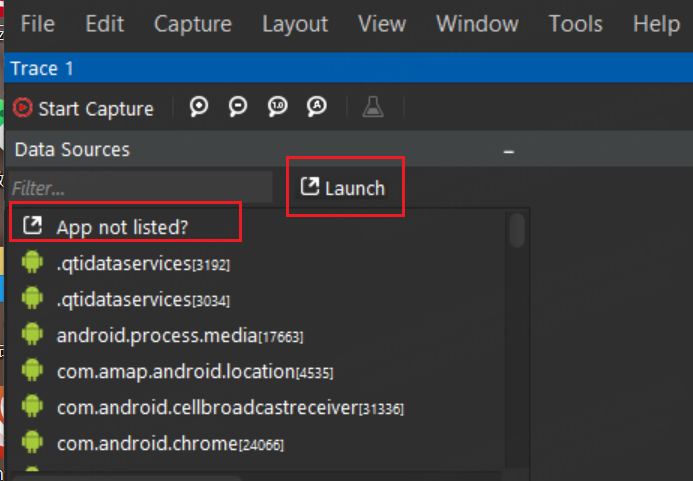 File Edit Capture Layout View Window Tools Help
Trace 1
Start Capture 1.0 A
Data Sources
Filter... Launch
App not listed?
.qtidataservices[3192]
.qtidataservices[3034]
android.process.media[17663]
com.amap.android.location[4535]
com.android.cellbroadcastreceiver[31336]
com.android.chrome[24066]